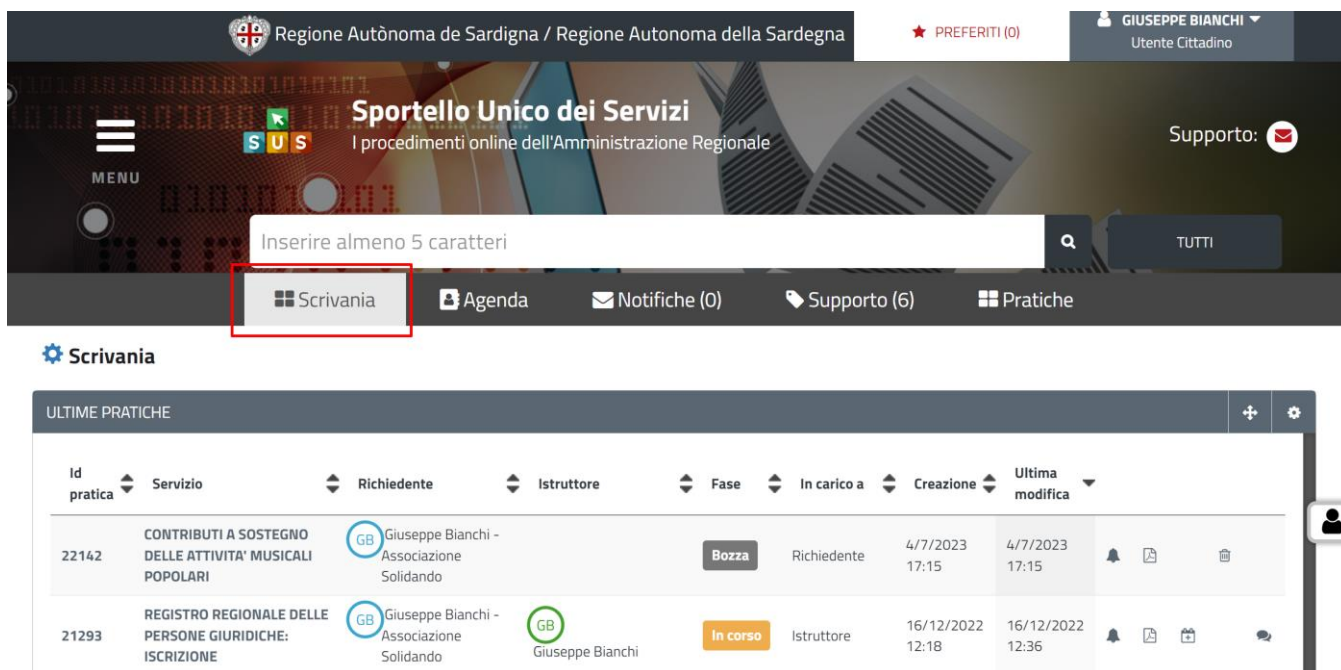 Regione Autònoma de Sardigna / Regione Autonoma della Sardegna
PREFERITI (0)
GIUSEPPE BIANCHI
Utente Cittadino
MENU
SUS
Sportello Unico dei Servizi
I procedimenti online dell'Amministrazione Regionale
Supporto:
Inserire almeno 5 caratteri
TUTTI
Scrivania
Agenda
Notifiche (0)
Supporto (6)
Pratiche
Scrivania
ULTIME PRATICHE
Id pratica
Servizio
Richiedente
Istruttore
Fase
In carico a
Creazione
Ultima modifica
22142
CONTRIBUTI A SOSTEGNO
DELLE ATTIVITA' MUSICALI
POPOLARI
GB
Giuseppe Bianchi -
Associazione
Solidando
Bozza
Richiedente
4/7/2023
17:15
4/7/2023
17:15
21293
REGISTRO REGIONALE DELLE
PERSONE GIURIDICHE:
ISCRIZIONE
GB
Giuseppe Bianchi -
Associazione
Solidando
GB
Giuseppe Bianchi
In corso
Istruttore
16/12/2022
12:18
16/12/2022
12:36